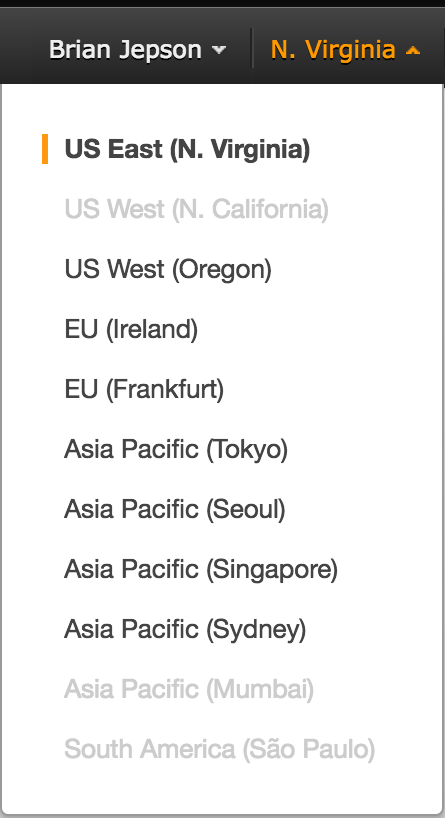 Brian Jepson N. Virginia
US East (N. Virginia)
US West (N. California)
US West (Oregon)
EU (Ireland)
EU (Frankfurt)
Asia Pacific (Tokyo)
Asia Pacific (Seoul)
Asia Pacific (Singapore)
Asia Pacific (Sydney)
Asia Pacific (Mumbai)
South America (São Paulo)